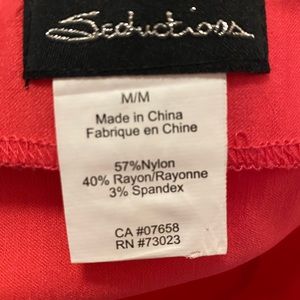 Seductions
M/M
Made in China
Fabrique en Chine
57%Nylon
40% Rayon/Rayonne
3% Spandex
CA #07658
RN #73023